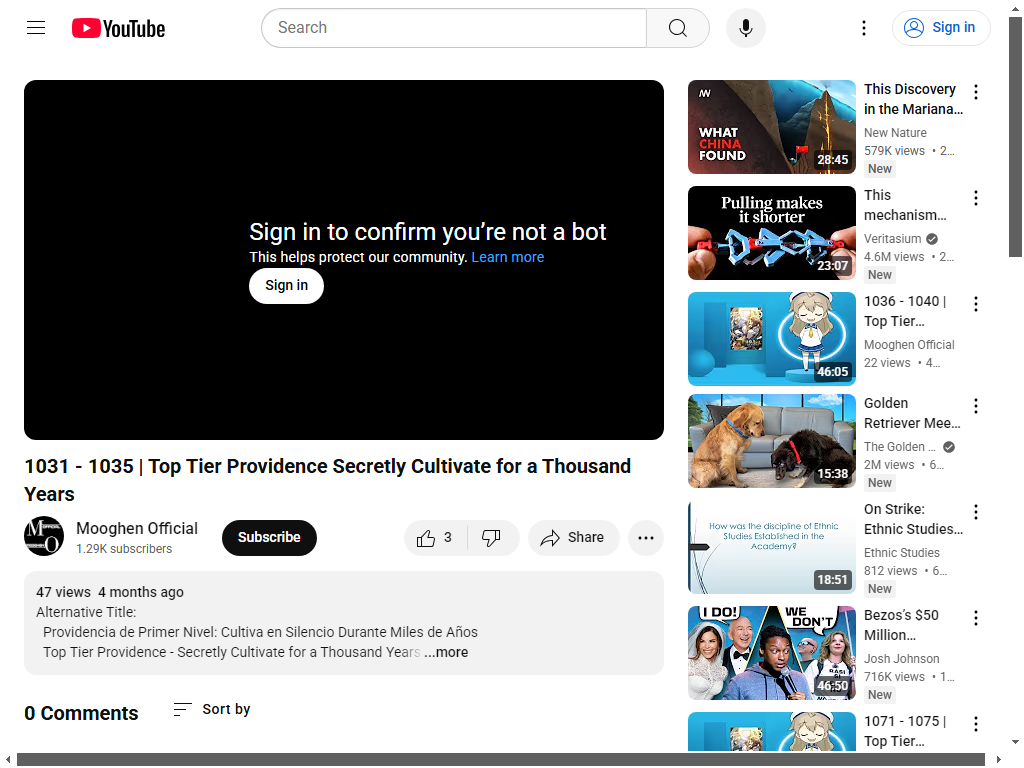 YouTube
Search
Sign in
Sign in to confirm you’re not a bot
This helps protect our community. Learn more
Sign in
1031 - 1035 | Top Tier Providence Secretly Cultivate for a Thousand
Years
Mooghen Official
1.29K subscribers
Subscribe
3
Share
47 views 4 months ago
Alternative Title:
Providencia de Primer Nivel: Cultiva en Silencio Durante Miles de Años
Top Tier Providence - Secretly Cultivate for a Thousand Years ...more
0 Comments
Sort by
WHAT
CHINA
FOUND
28:45
This Discovery
in the Mariana...
New Nature
579K views • 2...
New
Pulling makes
it shorter
23:07
This
mechanism...
Veritasium
4.6M views • 2...
New
46:05
1036 - 1040 |
Top Tier...
Mooghen Official
22 views • 4...
15:38
Golden
Retriever Mee...
The Golden ...
2M views • 6...
New
How was the discipline of Ethnic
Studies Established in the
Academy?
18:51
On Strike:
Ethnic Studies...
Ethnic Studies
812 views • 6...
New
I DO!
WE
DON'T
46:50
Bezos's $50
Million...
Josh Johnson
716K views • 1...
New
1071 - 1075 |
Top Tier...